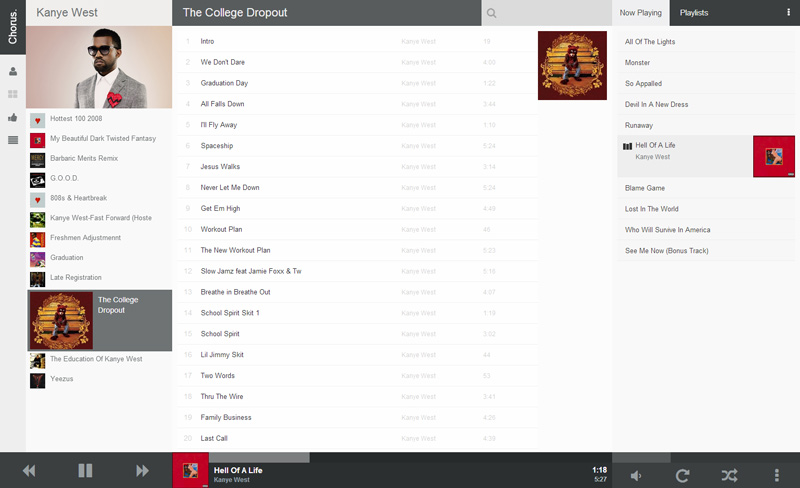 Chorus.
Kanye West
The College Dropout
Now Playing
Playlists
Hottest 100 2008
My Beautiful Dark Twisted Fantasy
Barbaric Merits Remix
G.O.O.D.
808s & Heartbreak
Kanye West-Fast Forward (Hoste
Freshmen Adjustmennt
Graduation
Late Registration
The College
Dropout
The Education Of Kanye West
Yeezus
1 Intro Kanye West 19
2 We Don't Dare Kanye West 4:00
3 Graduation Day Kanye West 1:22
4 All Falls Down Kanye West 3:44
5 I'll Fly Away Kanye West 1:10
6 Spaceship Kanye West 5:24
7 Jesus Walks Kanye West 3:14
8 Never Let Me Down Kanye West 5:24
9 Get Em High Kanye West 4:49
10 Workout Plan Kanye West 46
11 The New Workout Plan Kanye West 5:23
12 Slow Jamz feat Jamie Foxx & Tw Kanye West 5:16
13 Breathe in Breathe Out Kanye West 4:07
14 School Spirit Skit 1 Kanye West 1:19
15 School Spirit Kanye West 3:02
16 Lil Jimmy Skit Kanye West 44
17 Two Words Kanye West 53
18 Thru The Wire Kanye West 3:41
19 Family Business Kanye West 4:20
20 Last Call Kanye West 4:39
All Of The Lights
Monster
So Appalled
Devil In A New Dress
Runaway
Hell Of A Life
Kanye West
Blame Game
Lost In The World
Who Will Survive In America
See Me Now (Bonus Track)
Hell Of A Life
Kanye West
1:18
5:27